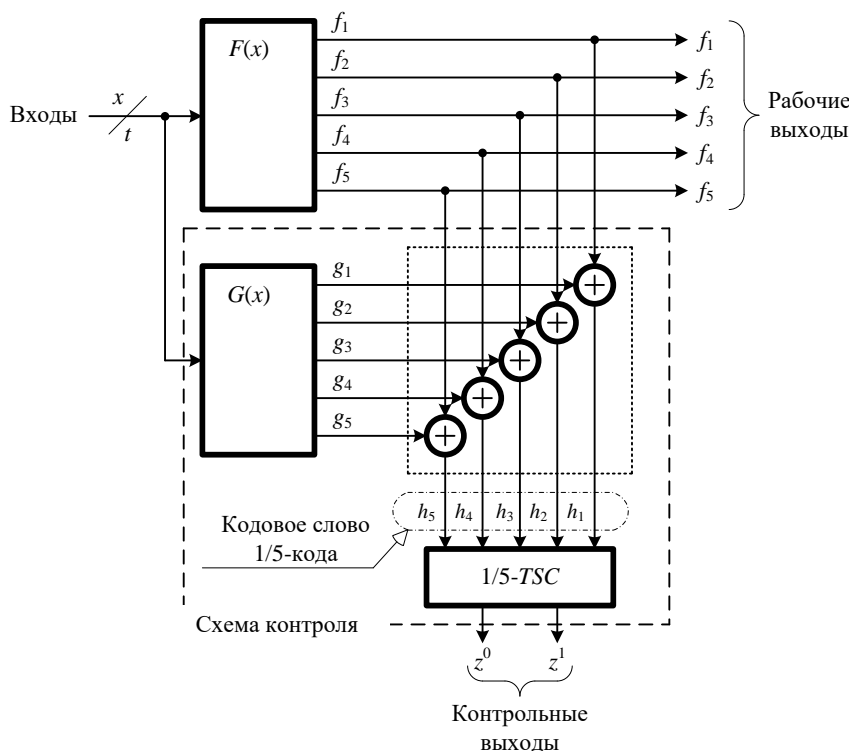 f₁
f₁
F(x)
f₂
f₂
x
Входы
t
f₃
f₃
Рабочие
выходы
f₄
f₄
f₅
f₅
g₁
G(x)
g₂
g₃
g₄
g₅
h₅ h₄ h₃ h₂ h₁
Кодовое слово
1/5-кода
1/5-TSC
Схема контроля
z⁰ z¹
Контрольные
выходы